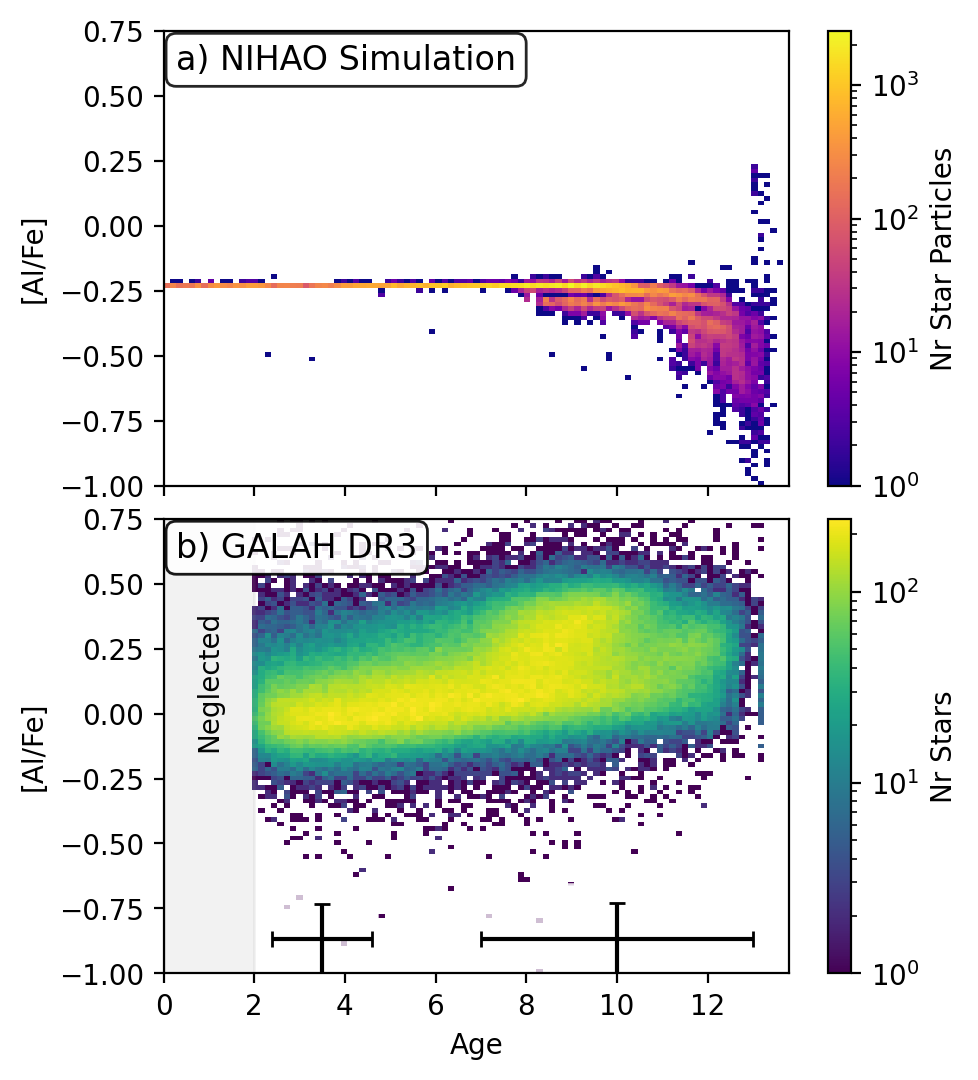 a) NIHAO Simulation
0.75
0.50
0.25
0.00
−0.25
−0.50
−0.75
−1.00
[Al/Fe]
10³
10²
10¹
10⁰
Nr Star Particles
b) GALAH DR3
Neglected
0.75
0.50
0.25
0.00
−0.25
−0.50
−0.75
−1.00
[Al/Fe]
0 2 4 6 8 10 12
Age
10²
10¹
10⁰
Nr Stars